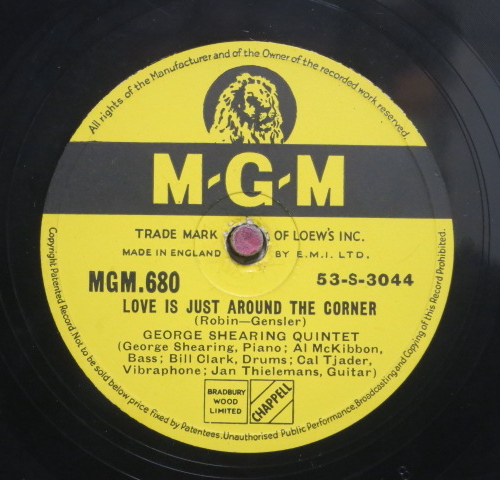 All rights of the Manufacturer and of the Owner of the recorded work reserved.
M-G-M
TRADE MARK OF LOEW'S INC.
MADE IN ENGLAND BY E.M.I. LTD.
MGM.680 53-S-3044
LOVE IS JUST AROUND THE CORNER
(Robin—Gensler)
GEORGE SHEARING QUINTET
(George Shearing, Piano; Al McKibbon,
Bass; Bill Clark, Drums; Cal Tjader,
Vibraphone; Jan Thielemans, Guitar)
BRADBURY
WOOD
LIMITED
CHAPPELL
Copyright Patented Record Not to be sold below price fixed by Patentees. Unauthorised Public Performance, Broadcasting and Copying of this Record Prohibited.